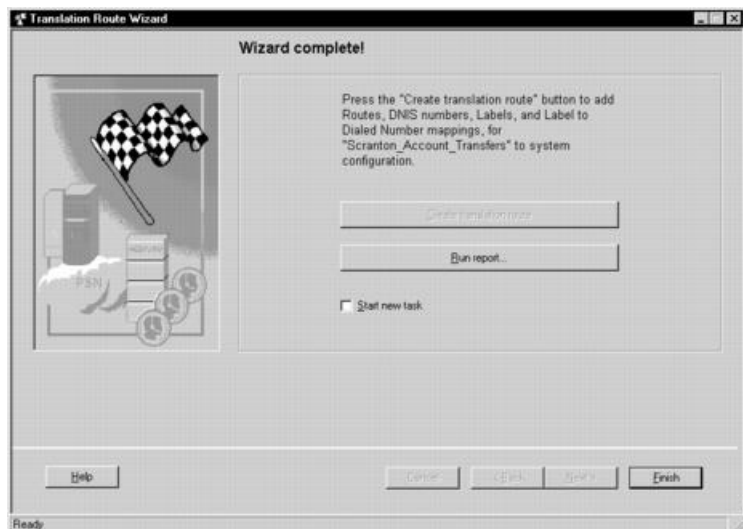 Translation Route Wizard
Wizard complete!
Press the "Create translation route" button to add
Routes, DNIS numbers, Labels, and Label to
Dialed Number mappings, for
"Scranton_Account_Transfers" to system
configuration.
Create translation route
Run report...
Start new task
PSN
Help
Cancel
< Back
Next >
Finish
Ready